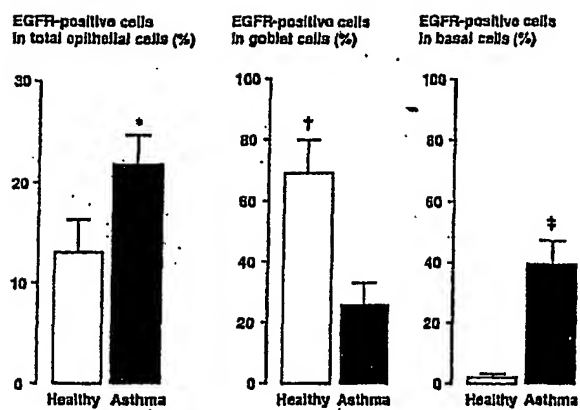 EGFR-positive cells
in total epithelial cells (%)
30
20
10
0
*
Healthy Asthma
EGFR-positive cells
in goblet cells (%)
100
80
60
40
20
0
†
Healthy Asthma
EGFR-positive cells
in basal cells (%)
100
80
60
40
20
0
‡
Healthy Asthma